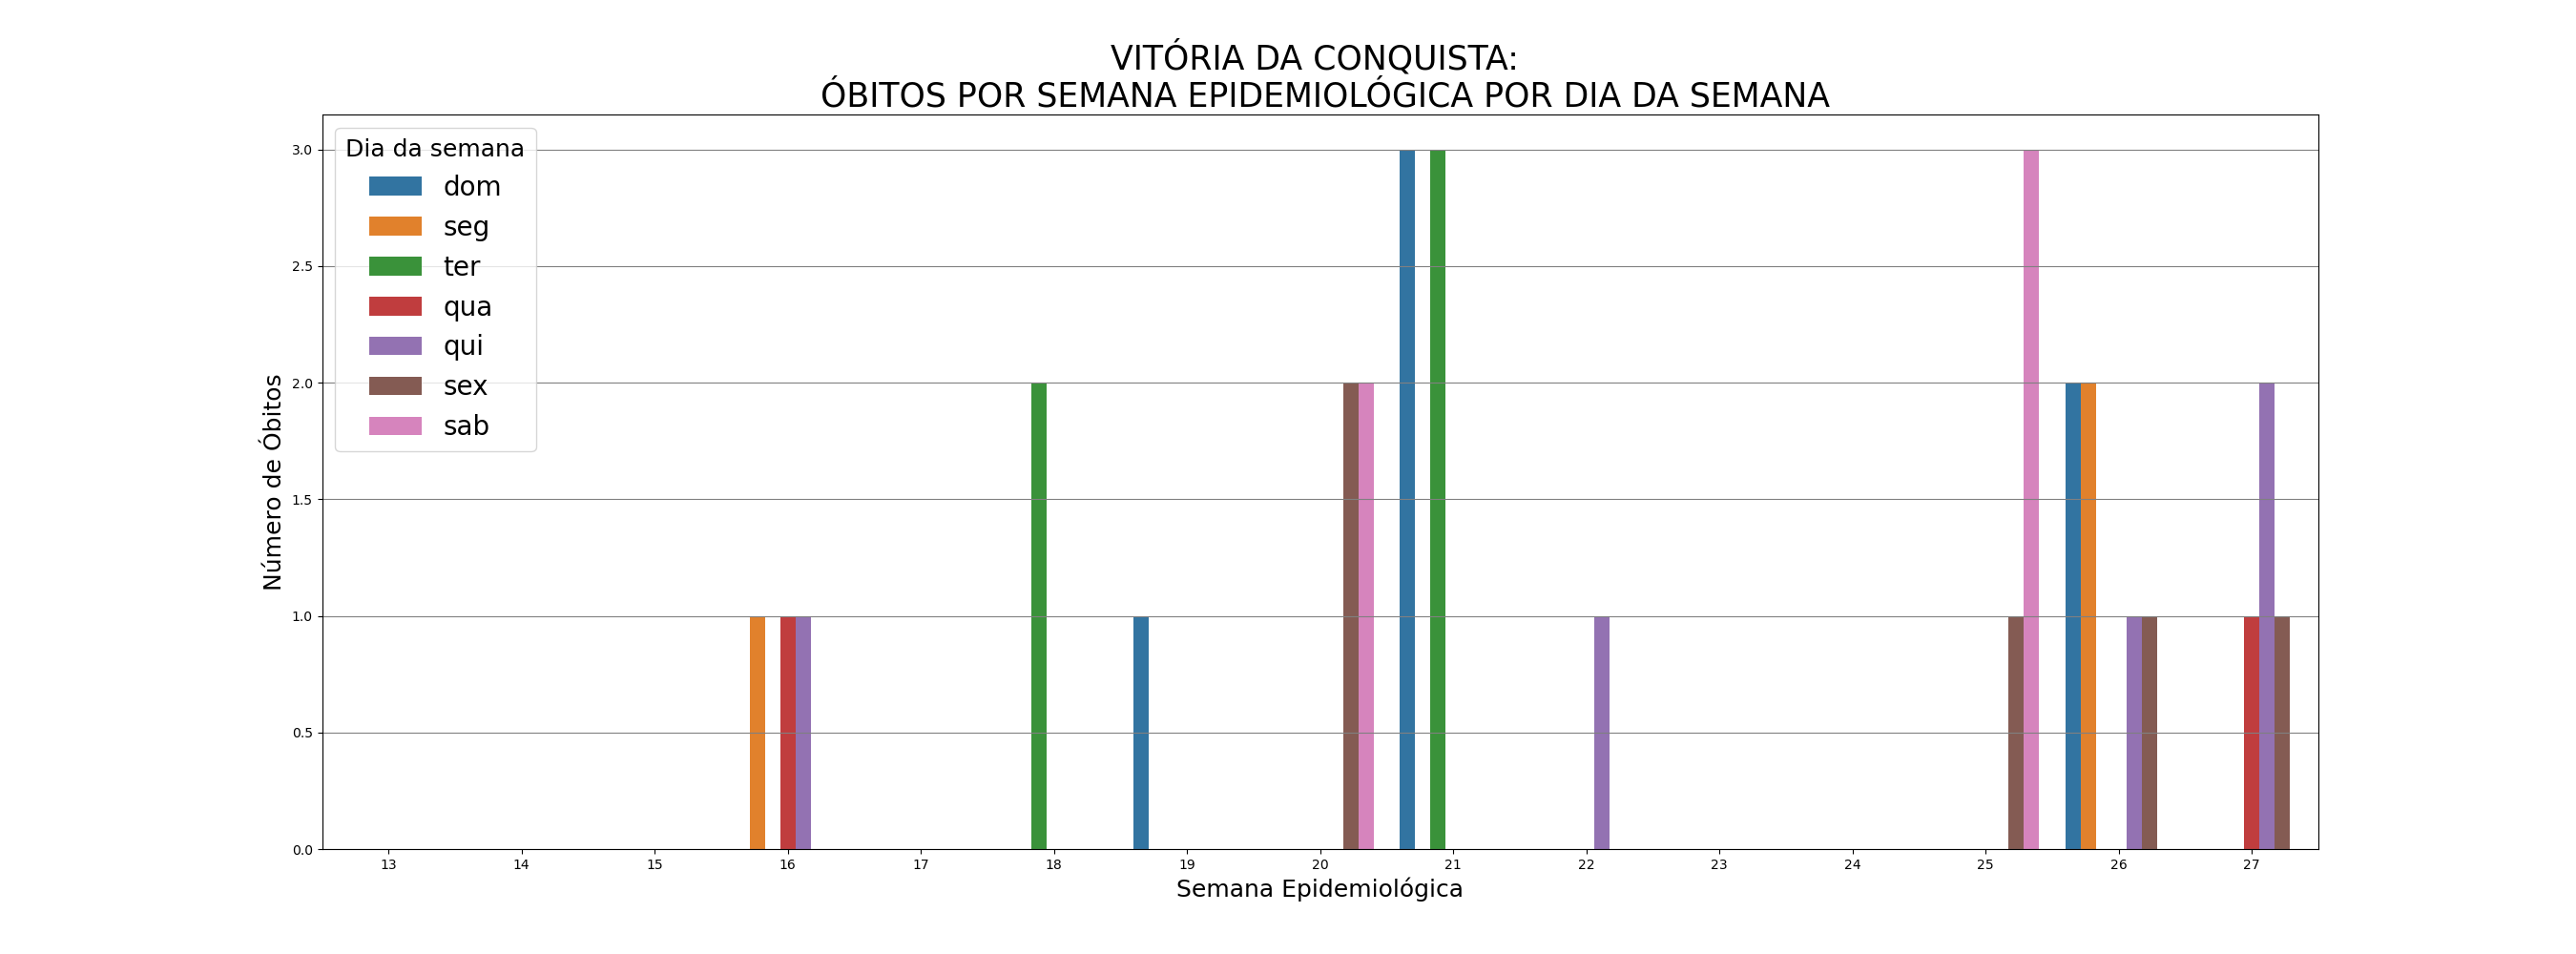 VITÓRIA DA CONQUISTA:
ÓBITOS POR SEMANA EPIDEMIOLÓGICA POR DIA DA SEMANA
Dia da semana
dom
seg
ter
qua
qui
sex
sab
Número de Óbitos
3.0
2.5
2.0
1.5
1.0
0.5
0.0
13 14 15 16 17 18 19 20 21 22 23 24 25 26 27
Semana Epidemiológica